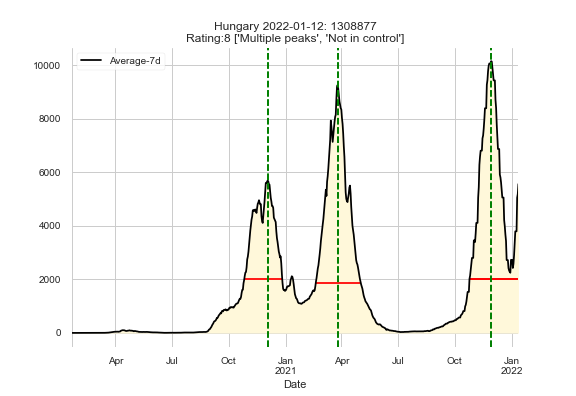 Hungary 2022-01-12: 1308877
Rating:8 ['Multiple peaks', 'Not in control']
Average-7d
10000
8000
6000
4000
2000
0
Apr
Jul
Oct
Jan
2021
Apr
Jul
Oct
Jan
2022
Date